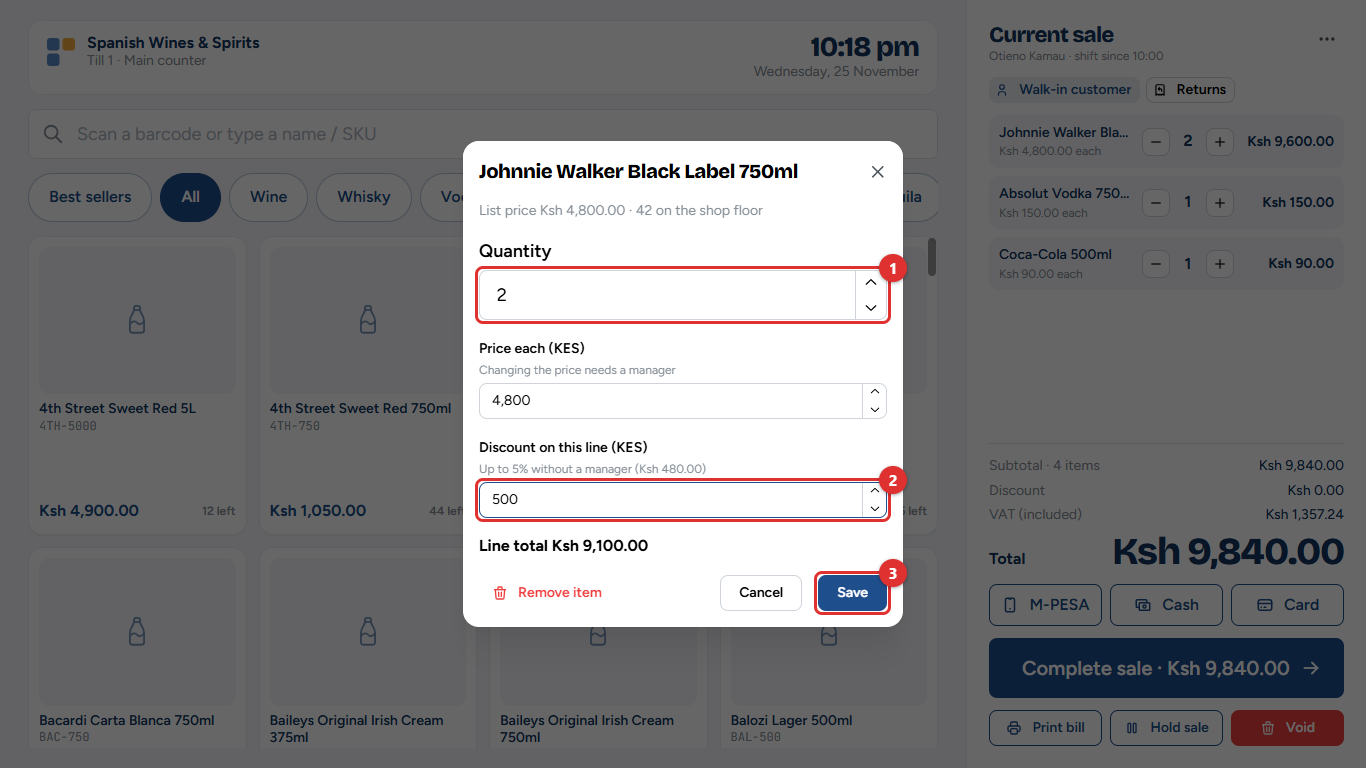 Spanish Wines & Spirits
Till 1 · Main counter
10:18 pm
Wednesday, 25 November
Scan a barcode or type a name / SKU
Best sellers
All
Wine
Whisky
4th Street Sweet Red 5L
4TH-5000
Ksh 4,900.00
12 left
4th Street Sweet Red 750ml
4TH-750
Ksh 1,050.00
Bacardi Carta Blanca 750ml
BAC-750
Baileys Original Irish Cream
375ml
Baileys Original Irish Cream
750ml
Balozi Lager 500ml
BAL-500
Johnnie Walker Black Label 750ml
List price Ksh 4,800.00 · 42 on the shop floor
Quantity
1
2
Price each (KES)
Changing the price needs a manager
4,800
Discount on this line (KES)
Up to 5% without a manager (Ksh 480.00)
2
500
Line total Ksh 9,100.00
3
Remove item
Cancel
Save
Current sale
Otieno Kamau · shift since 10:00
Walk-in customer
Returns
Johnnie Walker Bla...
Ksh 4,800.00 each
2
Ksh 9,600.00
Absolut Vodka 750...
Ksh 150.00 each
1
Ksh 150.00
Coca-Cola 500ml
Ksh 90.00 each
1
Ksh 90.00
Subtotal · 4 items
Ksh 9,840.00
Discount
Ksh 0.00
VAT (included)
Ksh 1,357.24
Total
Ksh 9,840.00
M-PESA
Cash
Card
Complete sale · Ksh 9,840.00
Print bill
Hold sale
Void